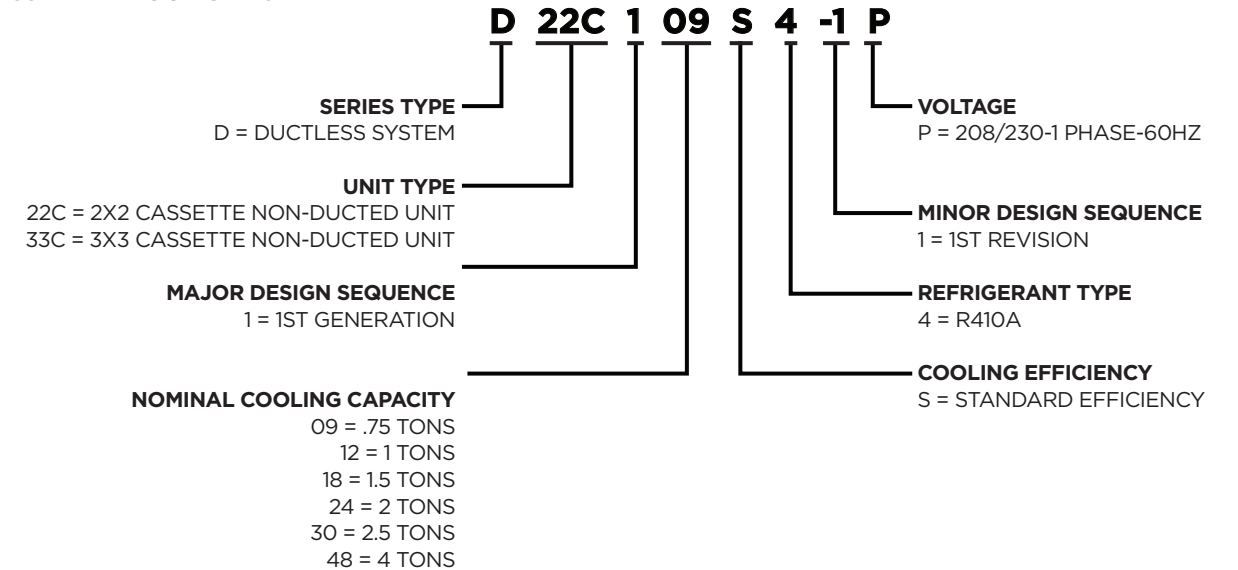 D 22C 1 09 S 4 -1 P
SERIES TYPE
D = DUCTLESS SYSTEM
UNIT TYPE
22C = 2X2 CASSETTE NON-DUCTED UNIT
33C = 3X3 CASSETTE NON-DUCTED UNIT
MAJOR DESIGN SEQUENCE
1 = 1ST GENERATION
NOMINAL COOLING CAPACITY
09 = .75 TONS
12 = 1 TONS
18 = 1.5 TONS
24 = 2 TONS
30 = 2.5 TONS
48 = 4 TONS
VOLTAGE
P = 208/230-1 PHASE-60HZ
MINOR DESIGN SEQUENCE
1 = 1ST REVISION
REFRIGERANT TYPE
4 = R410A
COOLING EFFICIENCY
S = STANDARD EFFICIENCY